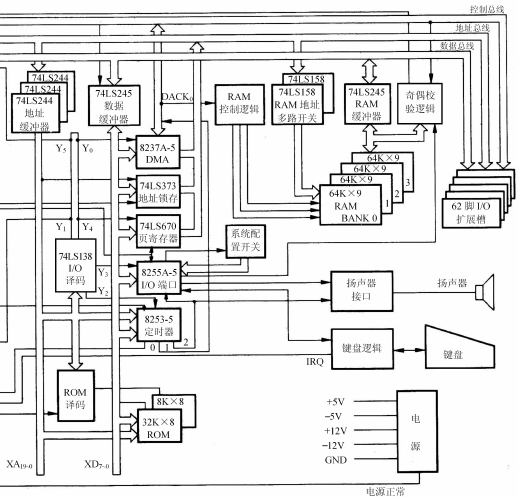 控制总线
地址总线
数据总线
74LS244
74LS244
74LS244
地址
缓冲器
74LS245
数据
缓冲器
DACK0
RAM
控制逻辑
74LS158
74LS158
RAM 地址
多路开关
74LS245
RAM
缓冲器
奇偶校
验逻辑
Y5
Y0
8237A-5
DMA
74LS373
地址锁存
74LS670
页寄存器
64K×9
64K×9
64K×9
64K×9
RAM
BANK 0
1
2
3
62 脚 I/O
扩展槽
Y1
Y4
74LS138
I/O
译码
Y3
Y2
系统配
置开关
8255A-5
I/O 端口
8253-5
定时器
0
1
2
扬声器
接口
扬声器
IRQ
键盘逻辑
键盘
ROM
译码
8K×8
32K×8
ROM
+5V
−5V
+12V
−12V
GND
电
源
XA19~0
XD7~0
电源正常